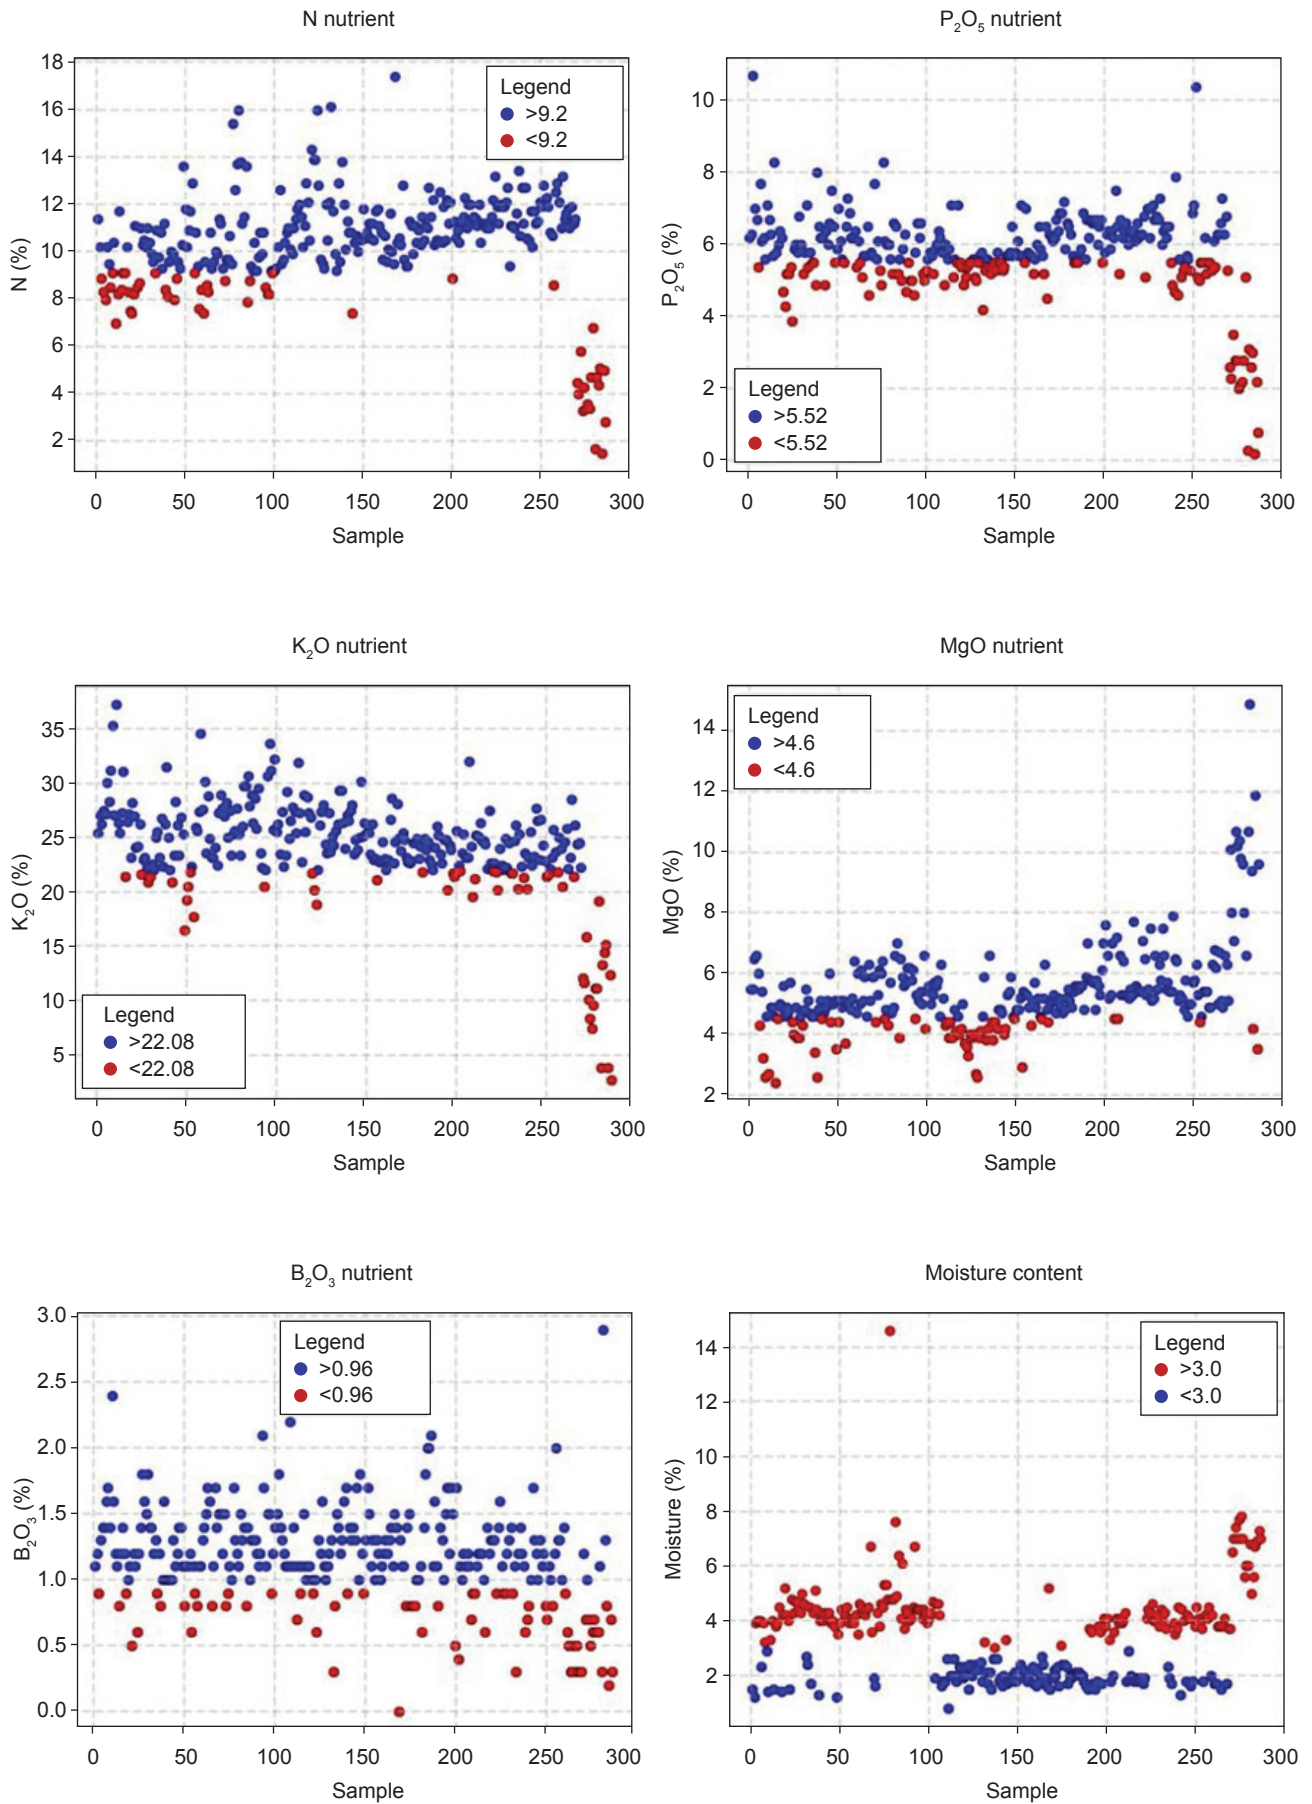 N nutrient
18
16
14
12
10
8
6
4
2
N (%)
Legend
>9.2
<9.2
0 50 100 150 200 250 300
Sample
P₂O₅ nutrient
10
8
6
4
2
0
P₂O₅ (%)
Legend
>5.52
<5.52
0 50 100 150 200 250 300
Sample
K₂O nutrient
35
30
25
20
15
10
5
K₂O (%)
Legend
>22.08
<22.08
0 50 100 150 200 250 300
Sample
MgO nutrient
14
12
10
8
6
4
2
MgO (%)
Legend
>4.6
<4.6
0 50 100 150 200 250 300
Sample
B₂O₃ nutrient
3.0
2.5
2.0
1.5
1.0
0.5
0.0
B₂O₃ (%)
Legend
>0.96
<0.96
0 50 100 150 200 250 300
Sample
Moisture content
14
12
10
8
6
4
2
Moisture (%)
Legend
>3.0
<3.0
0 50 100 150 200 250 300
Sample